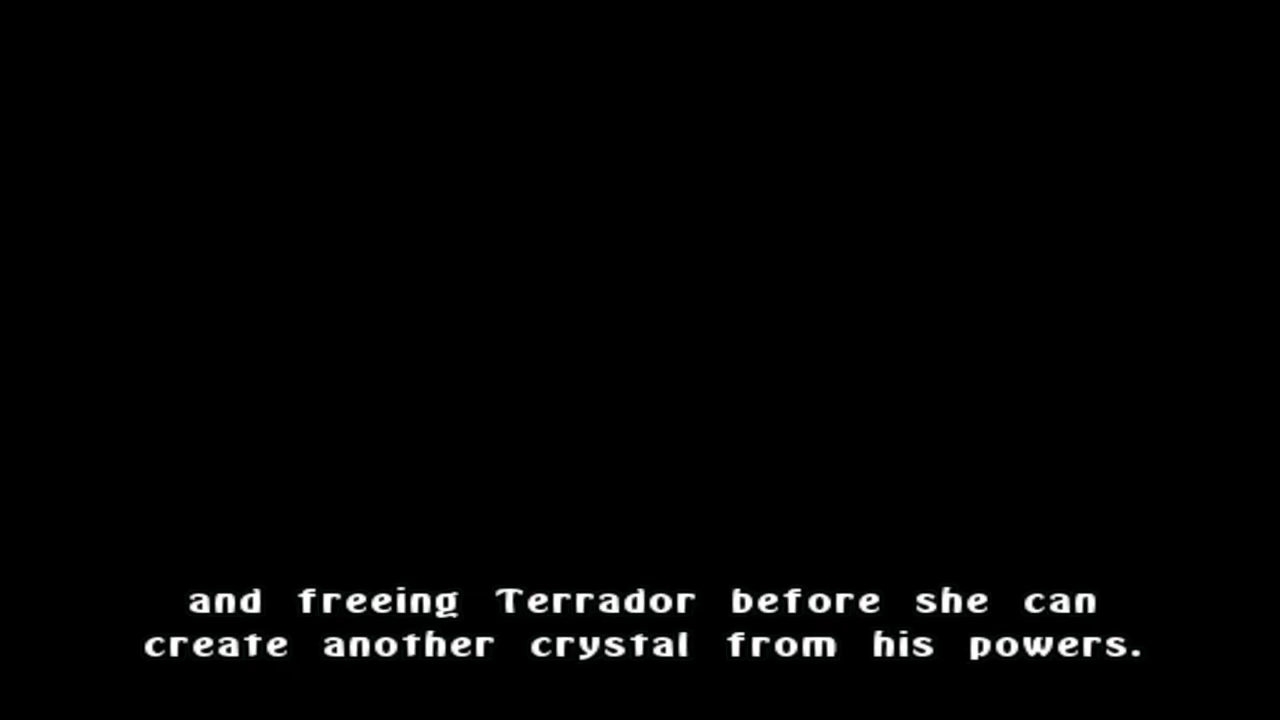 and freeing Terrador before she can
create another crystal from his powers.